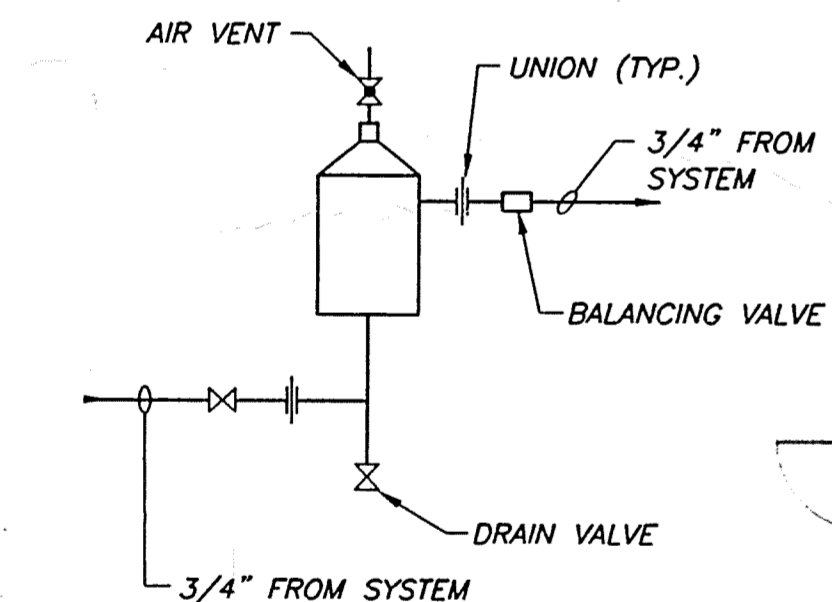 AIR VENT
UNION (TYP.)
3/4" FROM
SYSTEM
BALANCING VALVE
DRAIN VALVE
3/4" FROM SYSTEM